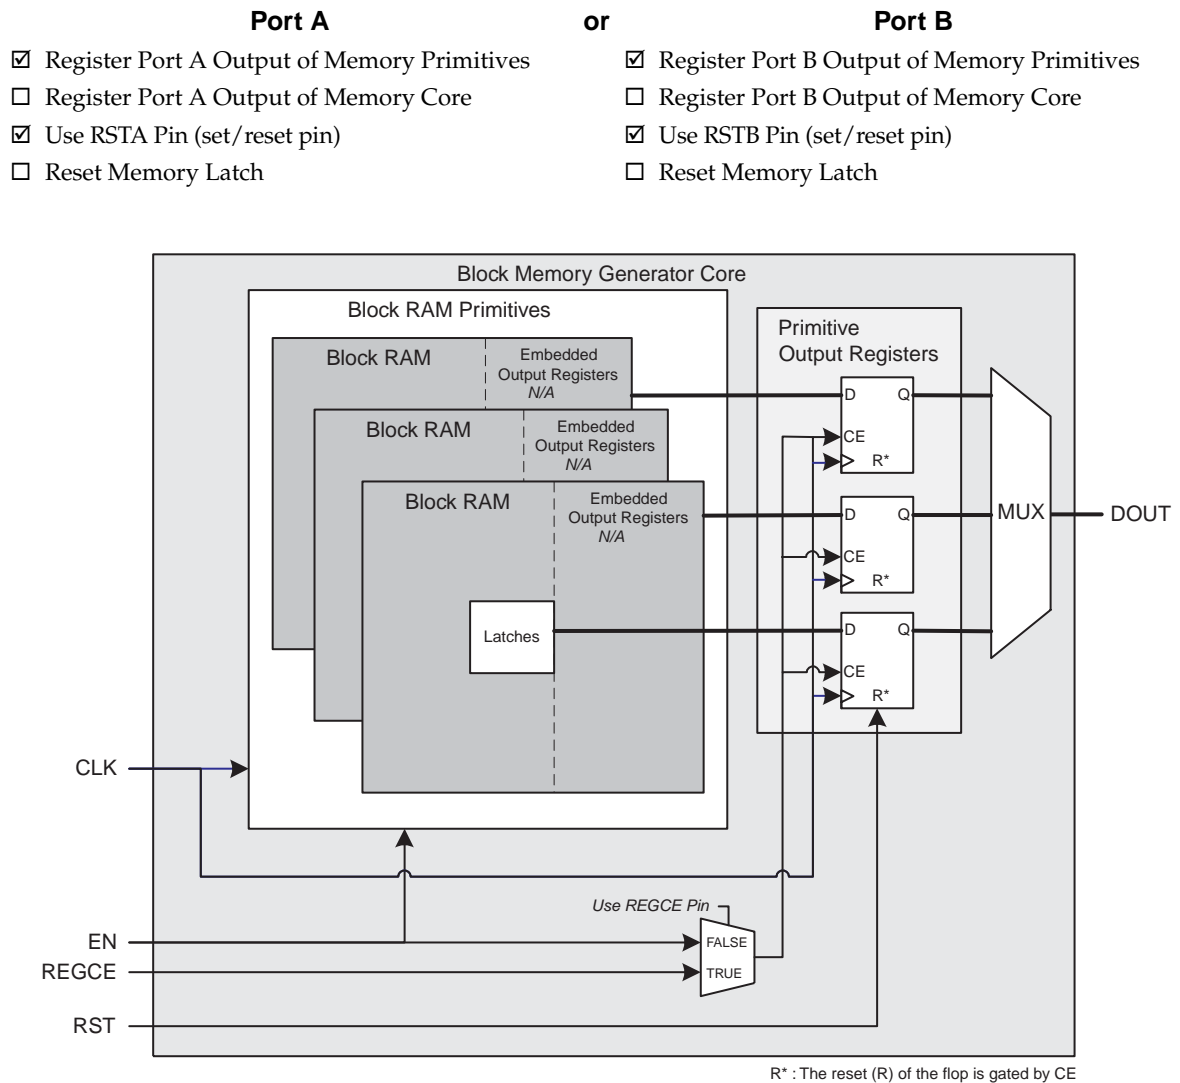 Port A or Port B
☑ Register Port A Output of Memory Primitives
☐ Register Port A Output of Memory Core
☑ Use RSTA Pin (set/reset pin)
☐ Reset Memory Latch
☑ Register Port B Output of Memory Primitives
☐ Register Port B Output of Memory Core
☑ Use RSTB Pin (set/reset pin)
☐ Reset Memory Latch
Block Memory Generator Core
Block RAM Primitives
Block RAM
Embedded
Output Registers
N/A
Block RAM
Embedded
Output Registers
N/A
Block RAM
Embedded
Output Registers
N/A
Latches
Primitive
Output Registers
D Q
CE
R*
D Q
CE
R*
D Q
CE
R*
MUX
DOUT
CLK
EN
REGCE
RST
Use REGCE Pin
FALSE
TRUE
R* : The reset (R) of the flop is gated by CE